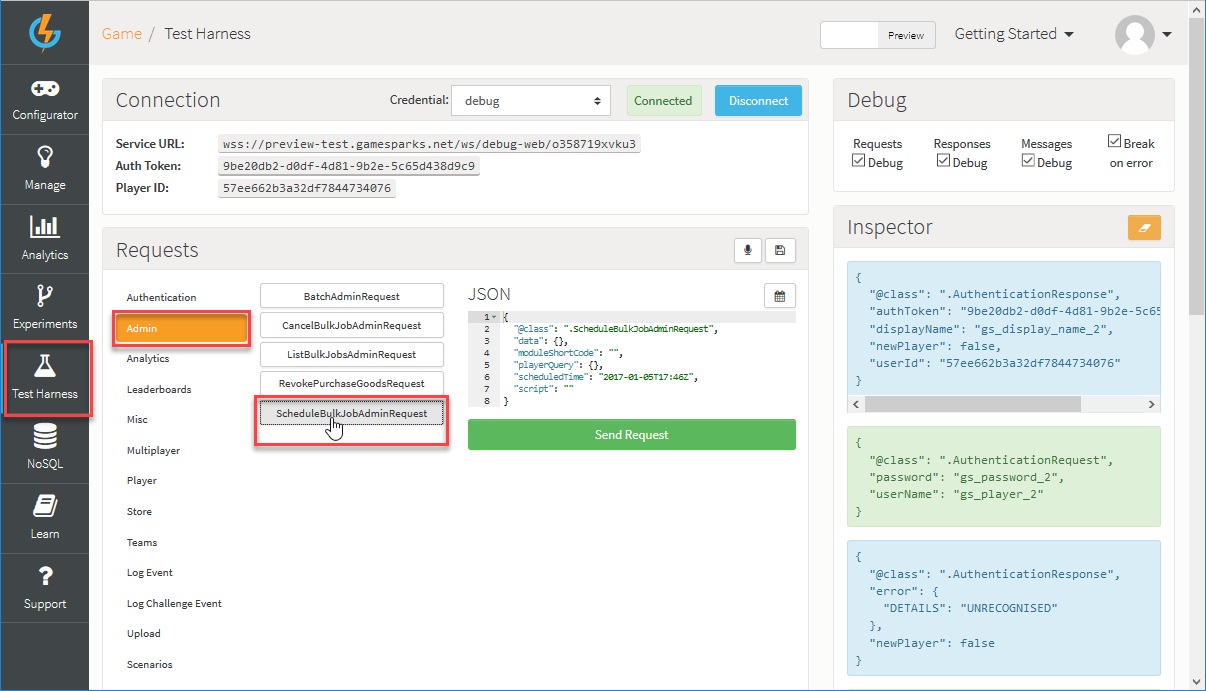 Game / Test Harness
Preview
Getting Started
Configurator
Manage
Analytics
Experiments
Test Harness
NoSQL
Learn
Support
Connection
Credential:
debug
Connected
Disconnect
Service URL:
wss://preview-test.gamesparks.net/ws/debug-web/o358719xvku3
Auth Token:
9be20db2-d0df-4d81-9b2e-5c65d438d9c9
Player ID:
57ee662b3a32df7844734076
Requests
Authentication
Admin
Analytics
Leaderboards
Misc
Multiplayer
Player
Store
Teams
Log Event
Log Challenge Event
Upload
Scenarios
BatchAdminRequest
CancelBulkJobAdminRequest
ListBulkJobsAdminRequest
RevokePurchaseGoodsRequest
ScheduleBulkJobAdminRequest
JSON
1 {
2 "@class": ".ScheduleBulkJobAdminRequest",
3 "data": {},
4 "moduleShortCode": "",
5 "playerQuery": {},
6 "scheduledTime": "2017-01-05T17:46Z",
7 "script": ""
8 }
Send Request
Debug
Requests
Debug
Responses
Debug
Messages
Debug
Break
on error
Inspector
{
"@class": ".AuthenticationResponse",
"authToken": "9be20db2-d0df-4d81-9b2e-5c65
"displayName": "gs_display_name_2",
"newPlayer": false,
"userId": "57ee662b3a32df7844734076"
}
{
"@class": ".AuthenticationRequest",
"password": "gs_password_2",
"userName": "gs_player_2"
}
{
"@class": ".AuthenticationResponse",
"error": {
"DETAILS": "UNRECOGNISED"
},
"newPlayer": false
}